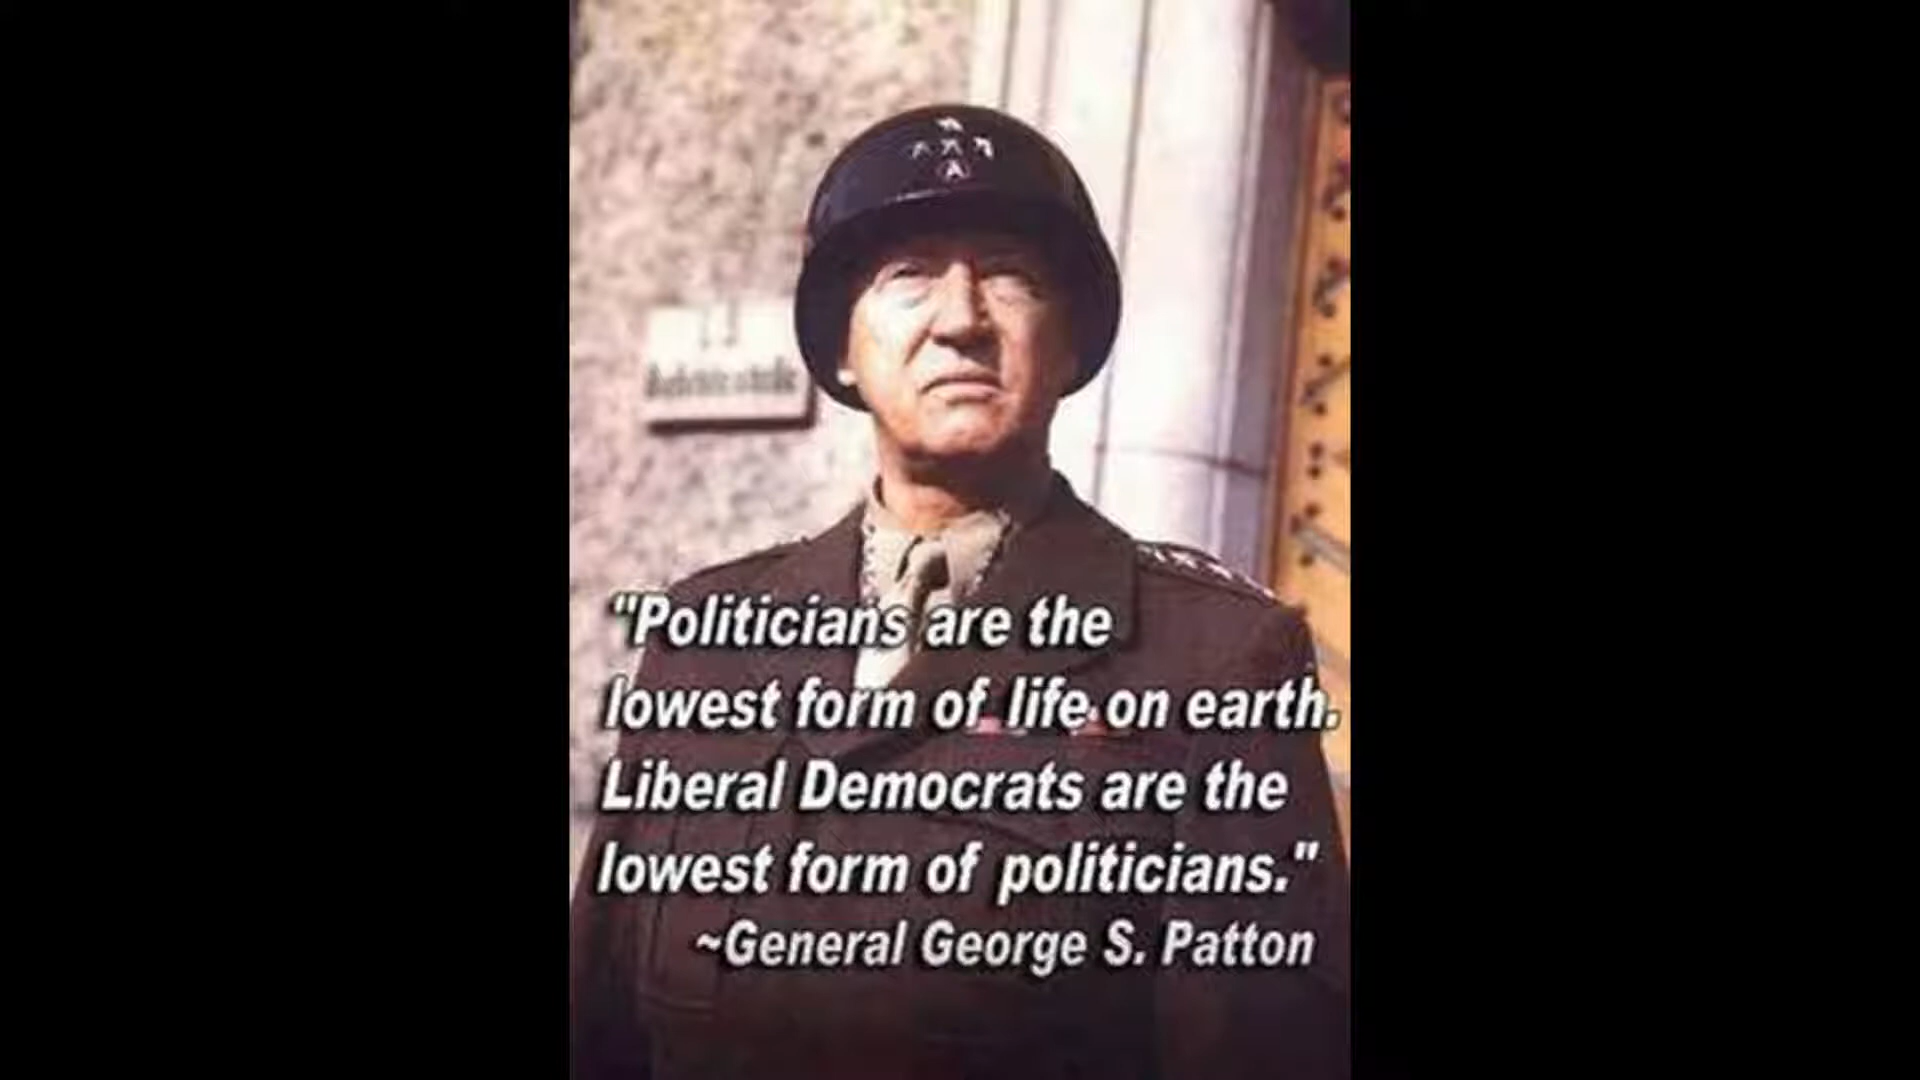 "Politicians are the
lowest form of life on earth.
Liberal Democrats are the
lowest form of politicians."
~General George S. Patton